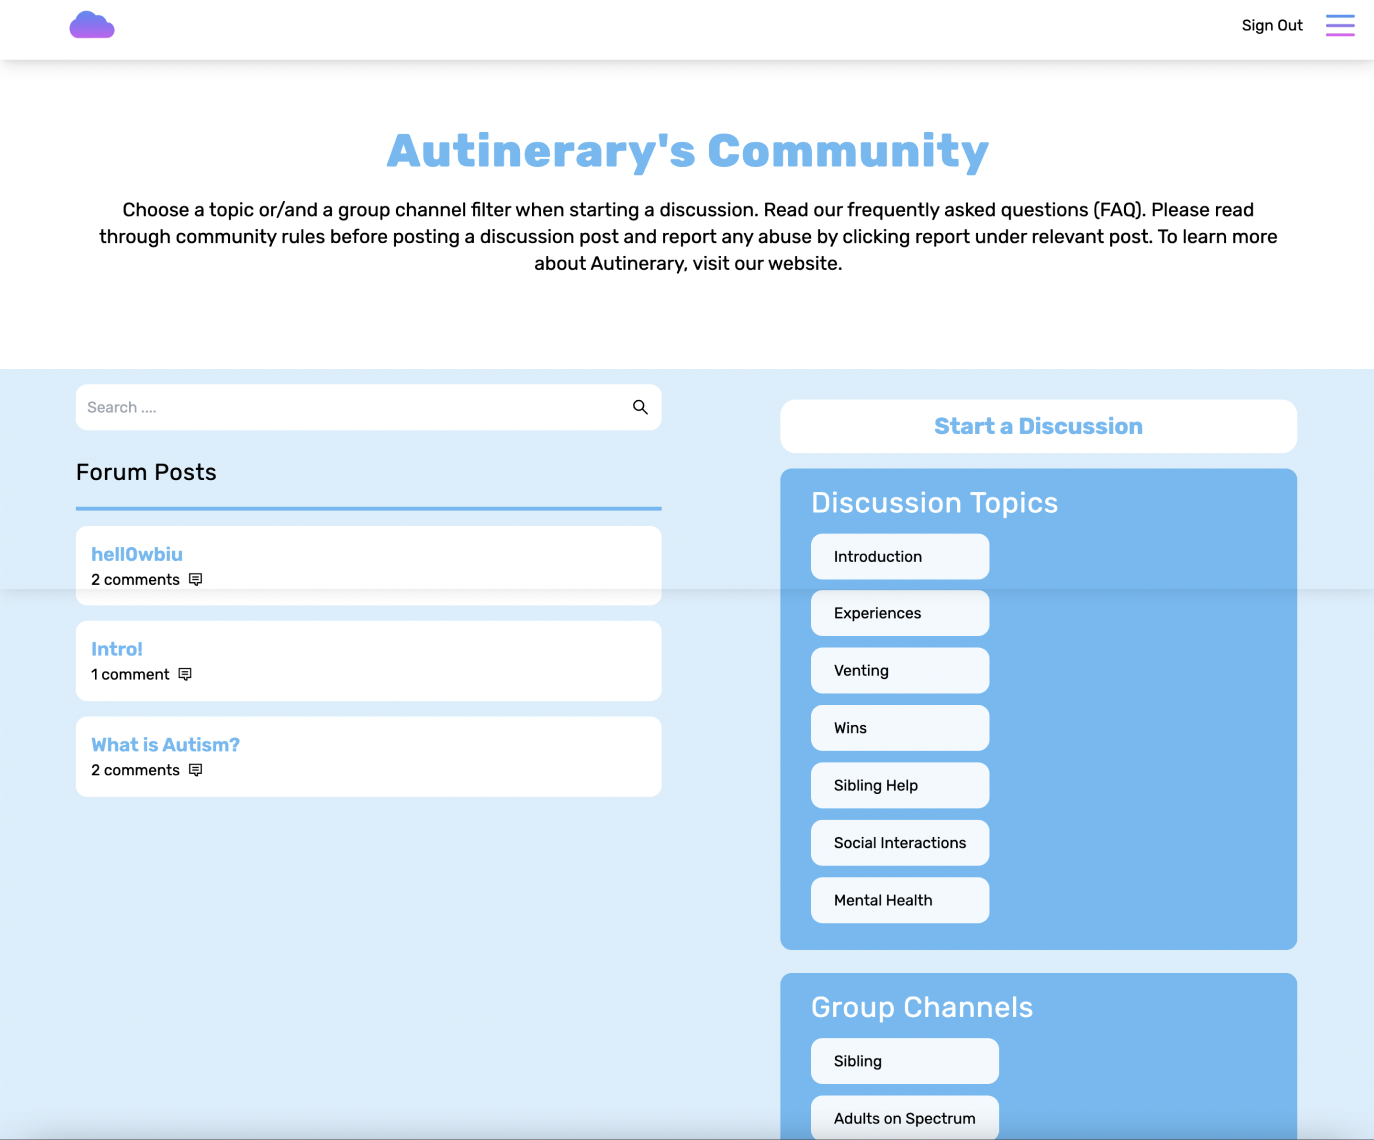 Sign Out
Autinerary's Community
Choose a topic or/and a group channel filter when starting a discussion. Read our frequently asked questions (FAQ). Please read
through community rules before posting a discussion post and report any abuse by clicking report under relevant post. To learn more
about Autinerary, visit our website.
Search ....
Forum Posts
hell0wbiu
2 comments
Intro!
1 comment
What is Autism?
2 comments
Start a Discussion
Discussion Topics
Introduction
Experiences
Venting
Wins
Sibling Help
Social Interactions
Mental Health
Group Channels
Sibling
Adults on Spectrum